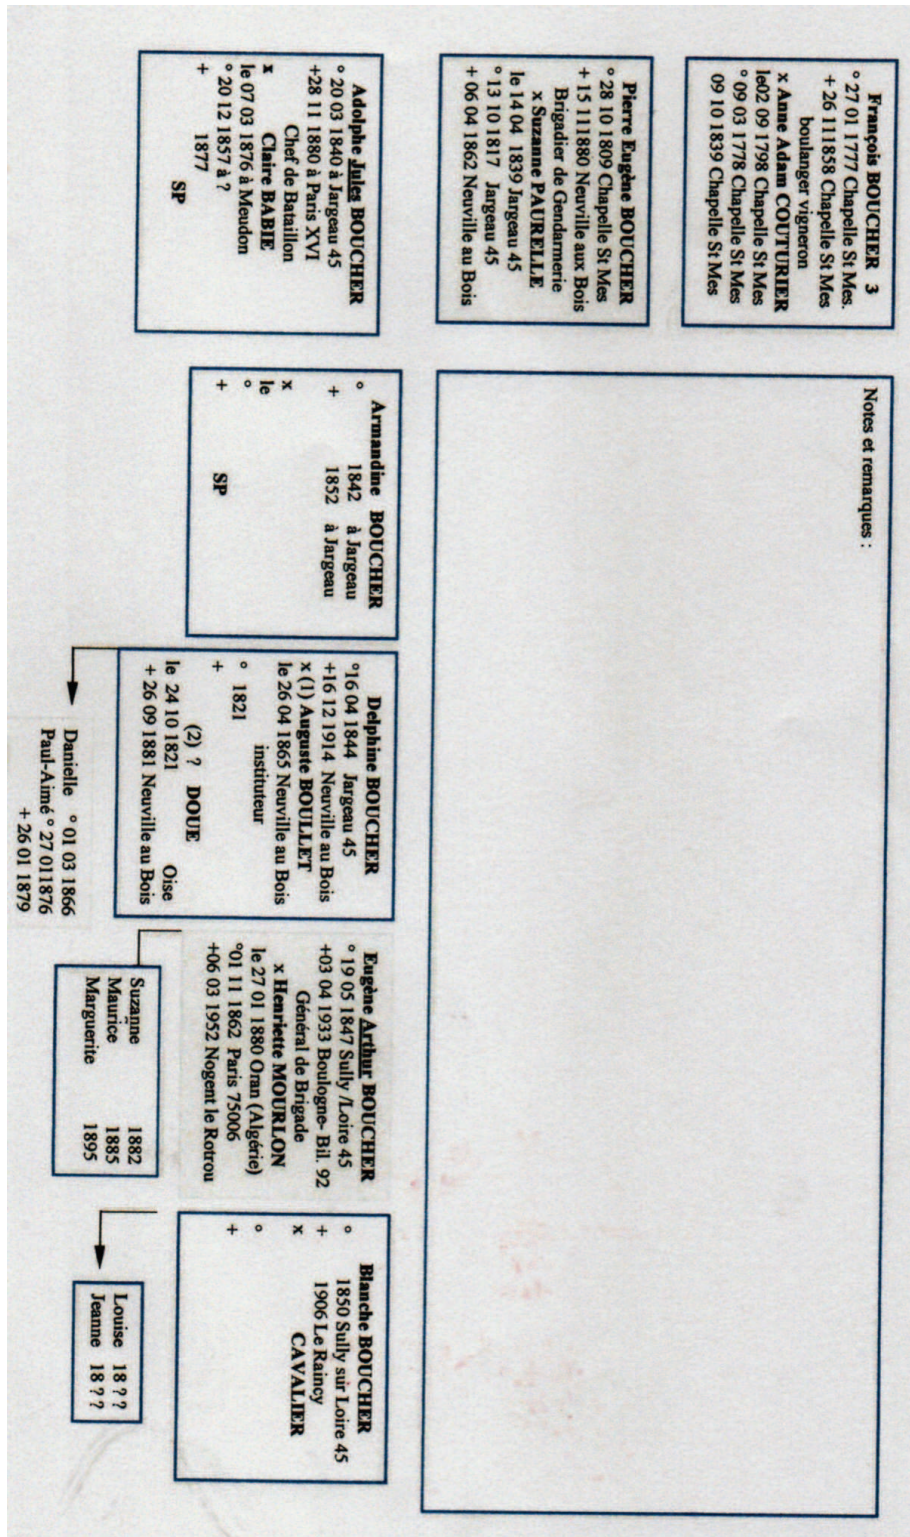 François BOUCHER 3
° 27 01 1777 Chapelle St Mes.
+ 26 111858 Chapelle St Mes
boulanger vigneron
x Anne Adam COUTURIER
le02 09 1798 Chapelle St Mes
° 09 03 1778 Chapelle St Mes
09 10 1839 Chapelle St Mes
Notes et remarques :
Pierre Eugène BOUCHER
° 28 10 1809 Chapelle St Mes
+ 15 111880 Neuville aux Bois
Brigadier de Gendarmerie
x Suzanne PAURELLE
le 14 04 1839 Jargeau 45
° 13 10 1817 Jargeau 45
+ 06 04 1862 Neuville au Bois
Adolphe Jules BOUCHER
° 20 03 1840 à Jargeau 45
+28 11 1880 à Paris XVI
Chef de Bataillon
x Claire BABIE
le 07 03 1876 à Meudon
° 20 12 1857 à ?
+ 1877
SP
Armandine BOUCHER
° 1842 à Jargeau
+ 1852 à Jargeau
x
le
°
+
SP
Delphine BOUCHER
°16 04 1844 Jargeau 45
+16 12 1914 Neuville au Bois
x (1) Auguste BOULLET
le 26 04 1865 Neuville au Bois
instituteur
° 1821
+
(2) ? DOUE
le 24 10 1821 Oise
+ 26 09 1881 Neuville au Bois
Danielle ° 01 03 1866
Paul-Aimé ° 27 011876
+ 26 01 1879
Eugène Arthur BOUCHER
° 19 05 1847 Sully /Loire 45
+03 04 1933 Boulogne- Bil. 92
Général de Brigade
x Henriette MOURLON
le 27 01 1880 Oran (Algérie)
°01 11 1862 Paris 75006
+06 03 1952 Nogent le Rotrou
Suzanne 1882
Maurice 1885
Marguerite 1895
Blanche BOUCHER
° 1850 Sully sur Loire 45
+ 1906 Le Raincy
x CAVALIER
°
+
Louise 18 ? ?
Jeanne 18 ? ?